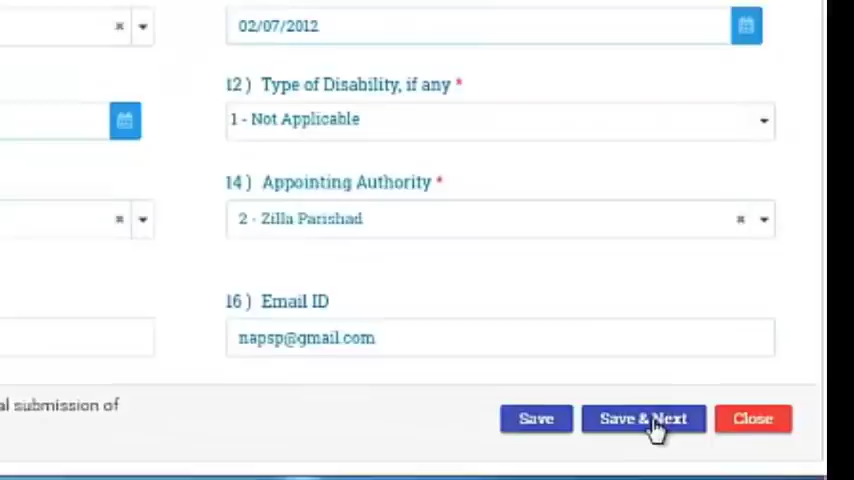 02/07/2012
12 ) Type of Disability, if any *
1 - Not Applicable
14 ) Appointing Authority *
2 - Zilla Parishad
16 ) Email ID
napsp@gmail.com
al submission of
Save
Save & Next
Close